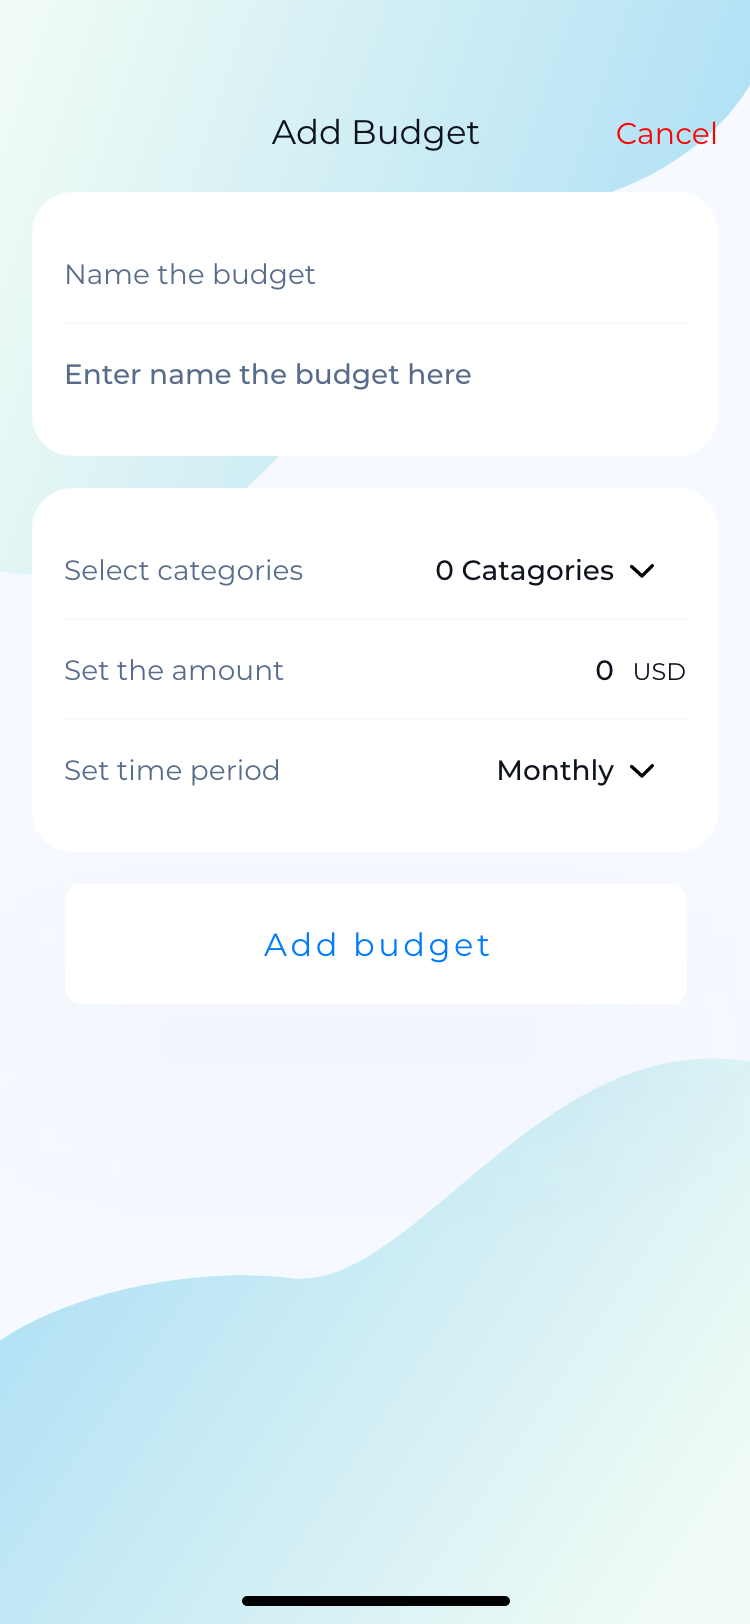 Add Budget Cancel
Name the budget
Enter name the budget here
Select categories 0 Catagories
Set the amount 0 USD
Set time period Monthly
Add budget